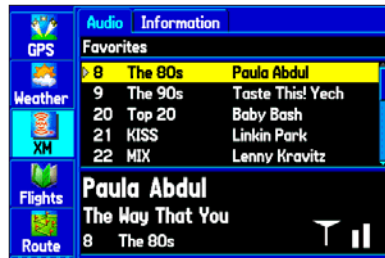 Audio Information
GPS
Favorites
8 The 80s Paula Abdul
Weather
9 The 90s Taste This! Yech
20 Top 20 Baby Bash
XM
21 KISS Linkin Park
22 MIX Lenny Kravitz
Flights
Paula Abdul
The Way That You
Route
8 The 80s